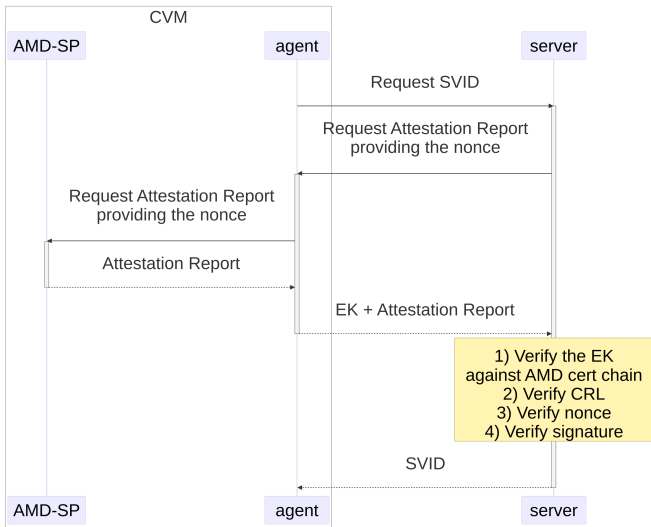 CVM
AMD-SP
agent
server
Request SVID
Request Attestation Report
providing the nonce
Request Attestation Report
providing the nonce
Attestation Report
EK + Attestation Report
1) Verify the EK
against AMD cert chain
2) Verify CRL
3) Verify nonce
4) Verify signature
SVID
AMD-SP
agent
server